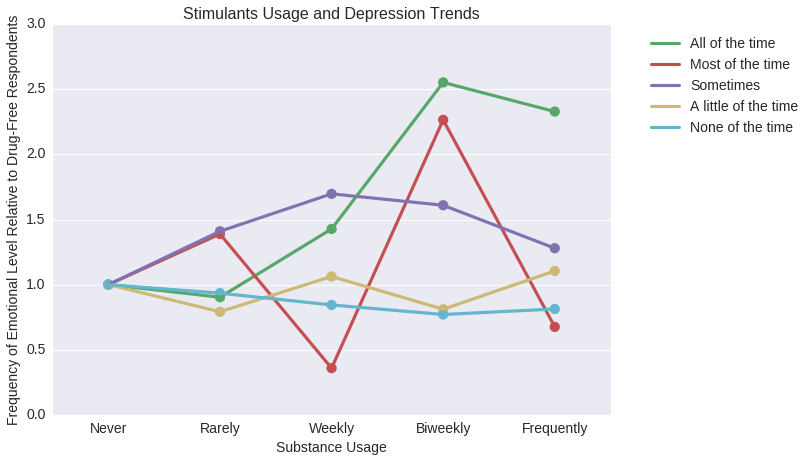 Stimulants Usage and Depression Trends
Frequency of Emotional Level Relative to Drug-Free Respondents
3.0
2.5
2.0
1.5
1.0
0.5
0.0
Never Rarely Weekly Biweekly Frequently
Substance Usage
All of the time
Most of the time
Sometimes
A little of the time
None of the time